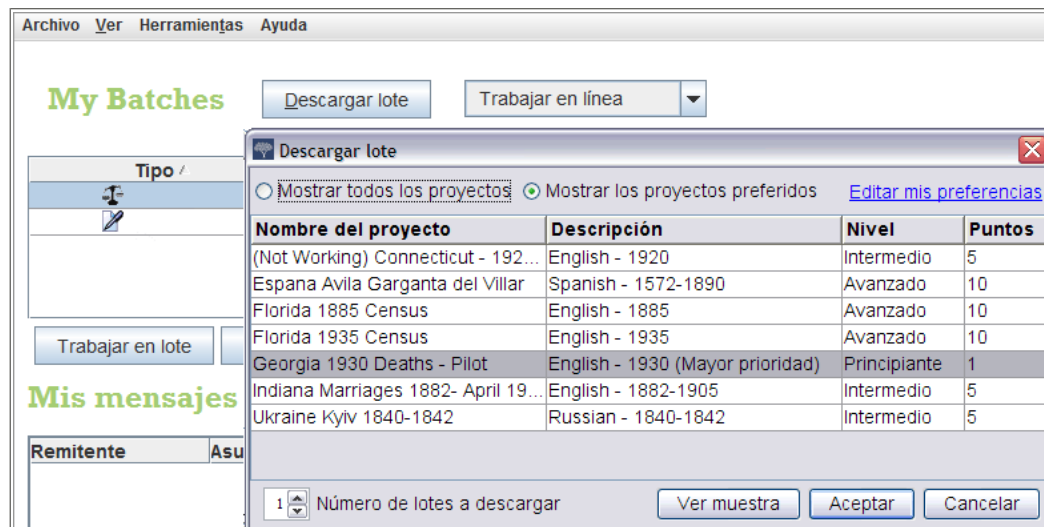 Archivo Ver Herramientas Ayuda
My Batches Descargar lote Trabajar en línea
Descargar lote
Tipo
Mostrar todos los proyectos Mostrar los proyectos preferidos Editar mis preferencias
Nombre del proyecto Descripción Nivel Puntos
(Not Working) Connecticut - 192... English - 1920 Intermedio 5
Espana Avila Garganta del Villar Spanish - 1572-1890 Avanzado 10
Florida 1885 Census English - 1885 Avanzado 10
Florida 1935 Census English - 1935 Avanzado 10
Trabajar en lote
Georgia 1930 Deaths - Pilot English - 1930 (Mayor prioridad) Principiante 1
Indiana Marriages 1882- April 19... English - 1882-1905 Intermedio 5
Mis mensajes
Ukraine Kyiv 1840-1842 Russian - 1840-1842 Intermedio 5
Remitente Asu
1 Número de lotes a descargar Ver muestra Aceptar Cancelar